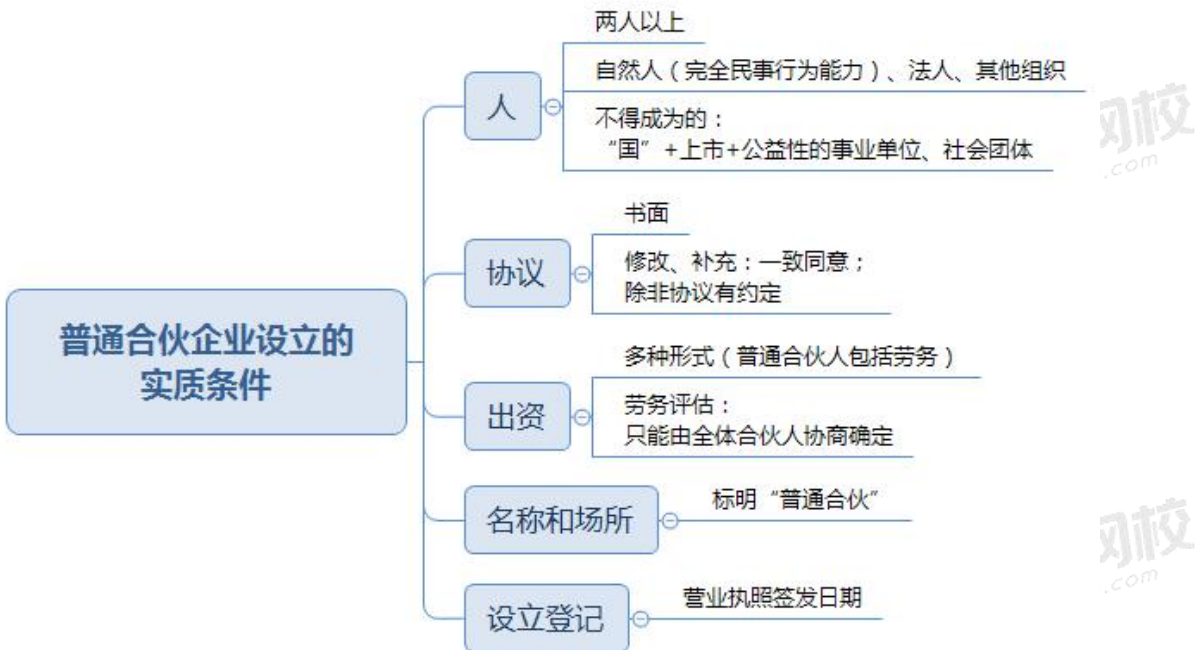 普通合伙企业设立的
实质条件
人
两人以上
自然人（完全民事行为能力）、法人、其他组织
不得成为的：
“国”+上市+公益性的事业单位、社会团体
协议
书面
修改、补充：一致同意；
除非协议有约定
出资
多种形式（普通合伙人包括劳务）
劳务评估：
只能由全体合伙人协商确定
名称和场所
标明“普通合伙”
设立登记
营业执照签发日期
网校
.com
网校
.com